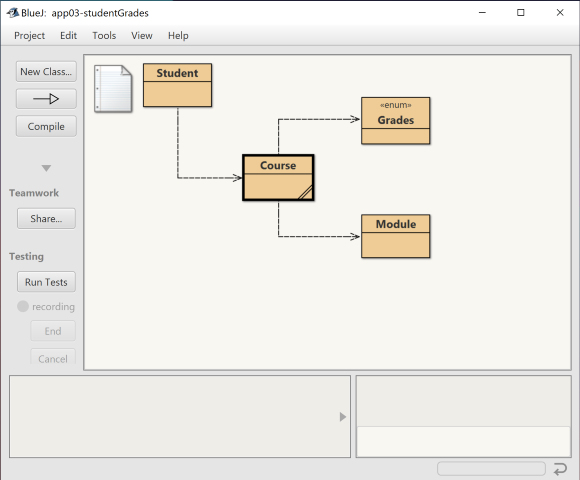 BlueJ: app03-studentGrades
Project Edit Tools View Help
New Class...
Compile
Teamwork
Share...
Testing
Run Tests
recording
End
Cancel
Student
Course
«enum»
Grades
Module